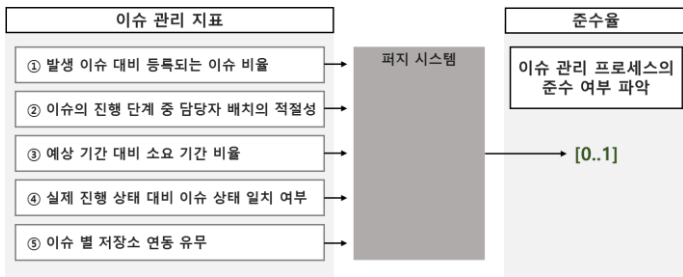 이슈 관리 지표
준수율
① 발생 이슈 대비 등록되는 이슈 비율
② 이슈의 진행 단계 중 담당자 배치의 적절성
③ 예상 기간 대비 소요 기간 비율
④ 실제 진행 상태 대비 이슈 상태 일치 여부
⑤ 이슈 별 저장소 연동 유무
퍼지 시스템
이슈 관리 프로세스의
준수 여부 파악
[0..1]